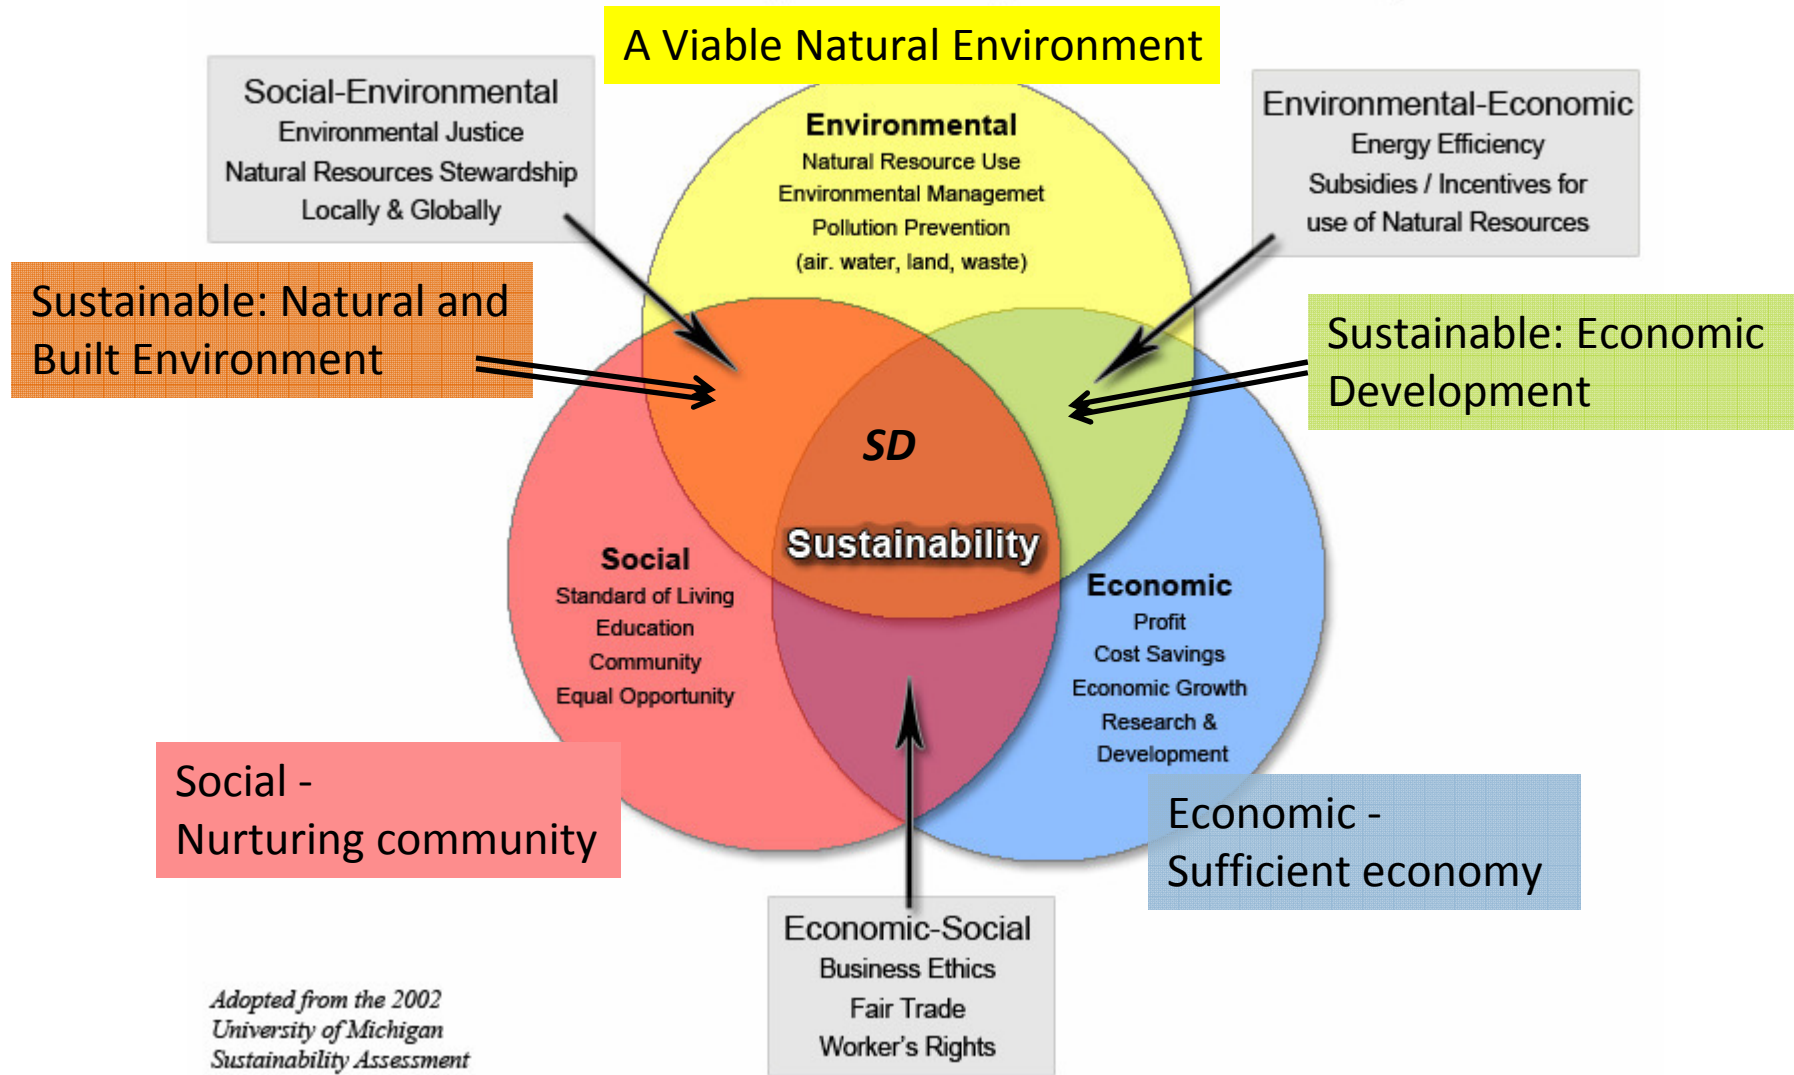 A Viable Natural Environment
Social-Environmental
Environmental Justice
Natural Resources Stewardship
Locally & Globally
Environmental
Natural Resource Use
Environmental Managemet
Pollution Prevention
(air. water, land, waste)
Environmental-Economic
Energy Efficiency
Subsidies / Incentives for
use of Natural Resources
Sustainable: Natural and
Built Environment
Sustainable: Economic
Development
SD
Sustainability
Social
Standard of Living
Education
Community
Equal Opportunity
Economic
Profit
Cost Savings
Economic Growth
Research &
Development
Social -
Nurturing community
Economic -
Sufficient economy
Economic-Social
Business Ethics
Fair Trade
Worker's Rights
Adopted from the 2002
University of Michigan
Sustainability Assessment